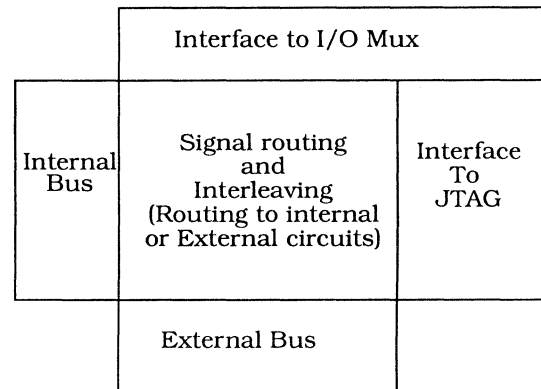 Interface to I/O Mux
Internal
Bus
Signal routing
and
Interleaving
(Routing to internal
or External circuits)
Interface
To
JTAG
External Bus